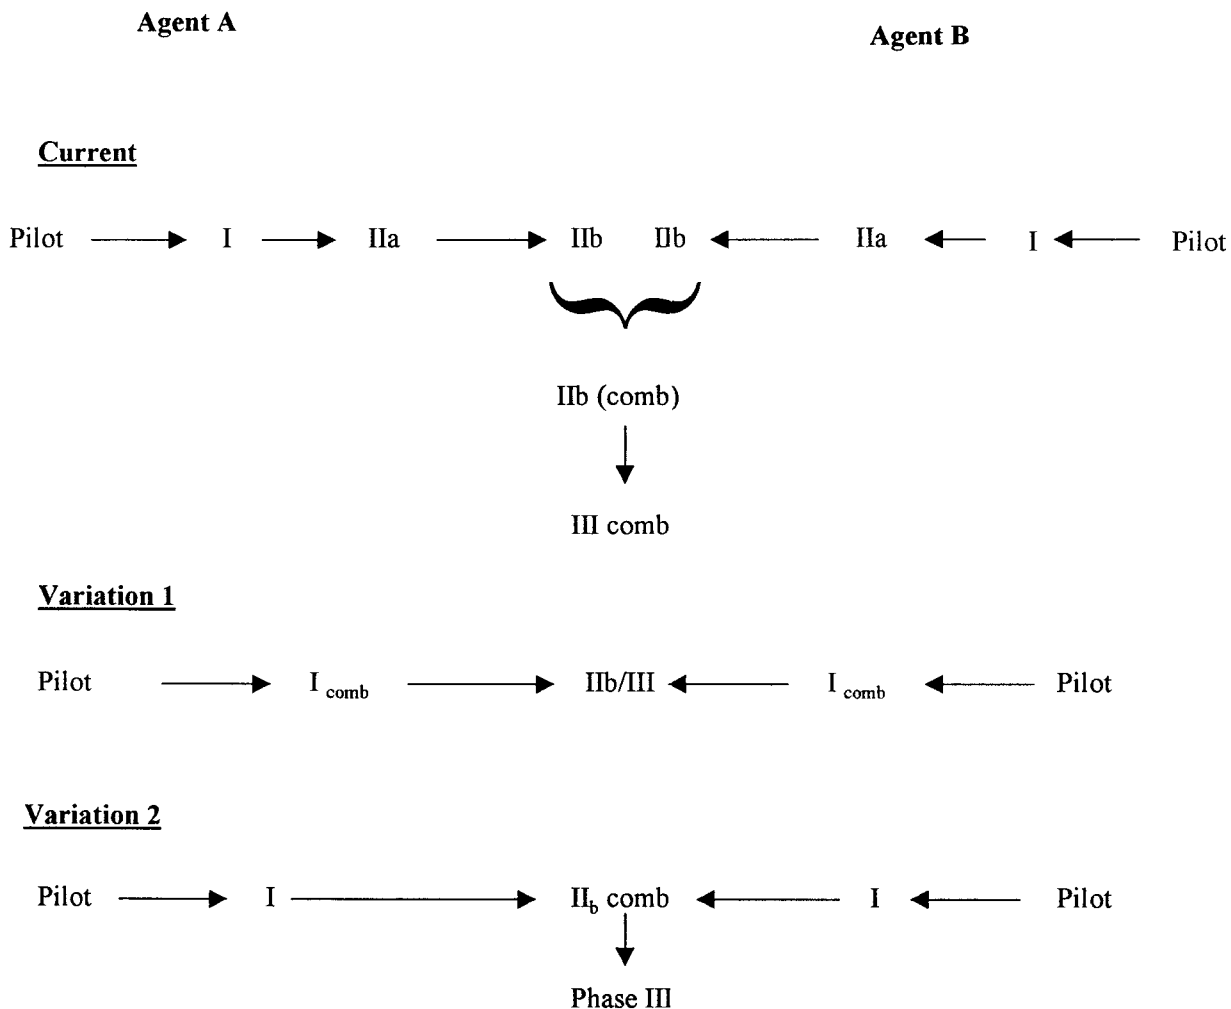 Agent A
Agent B
Current
Pilot I IIa IIb IIb IIa I Pilot
IIb (comb)
III comb
Variation 1
Pilot I comb IIb/III I comb Pilot
Variation 2
Pilot I IIb comb I Pilot
Phase III